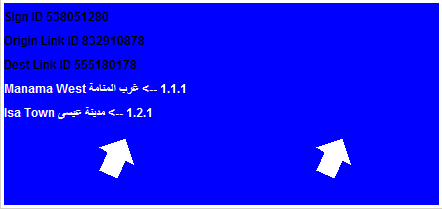 Sign ID 538051280
Origin Link ID 832910878
Dest Link ID 555180178
Manama West غرب المنامة <-- 1.1.1
Isa Town مدينة عيسى <-- 1.2.1